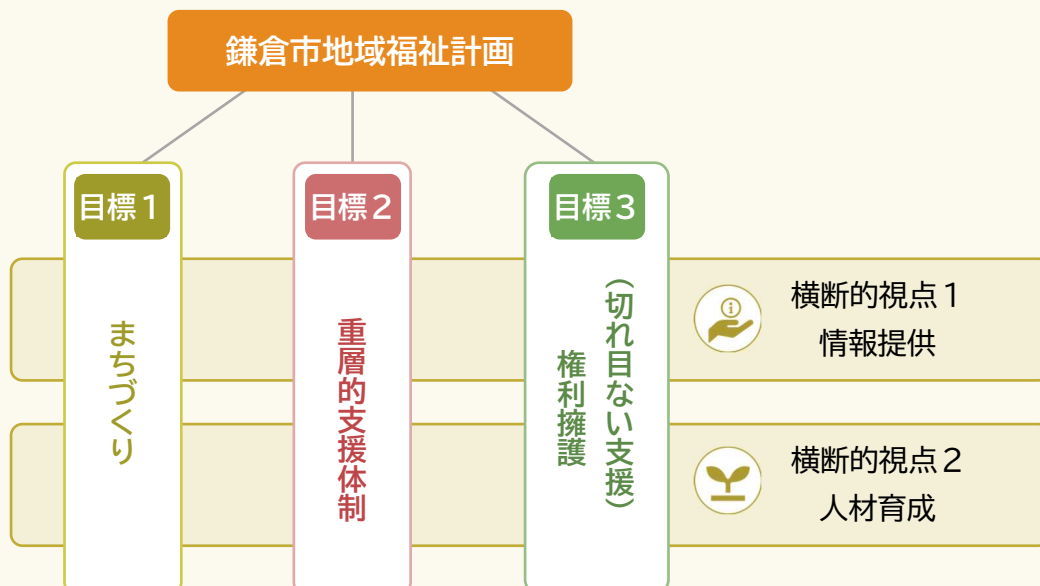 鎌倉市地域福祉計画
目標1
まちづくり
目標2
重層的支援体制
目標3
（切れ目ない支援）
権利擁護
横断的視点1
情報提供
横断的視点2
人材育成